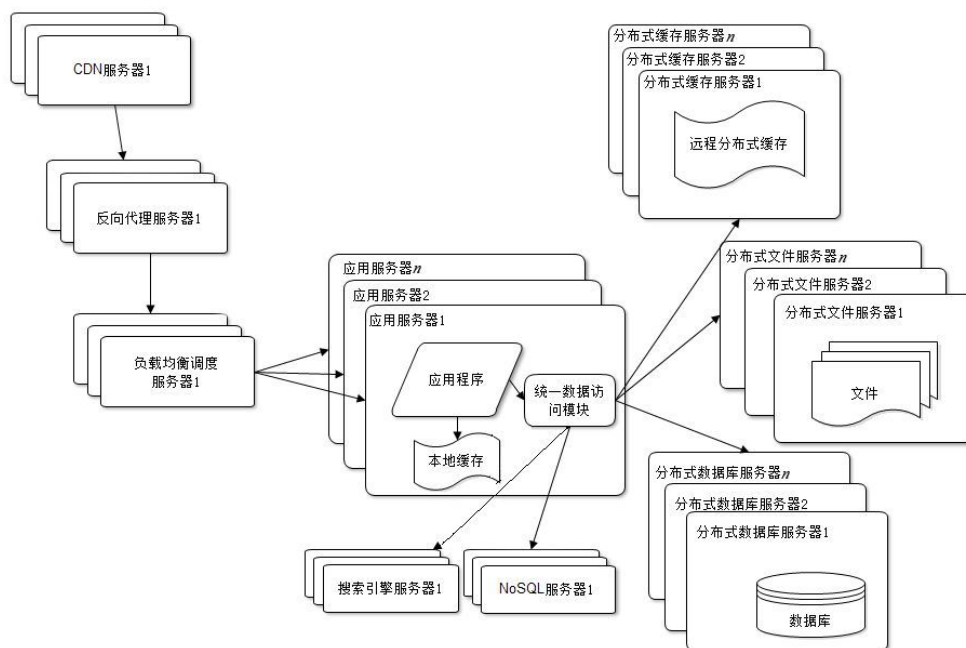 CDN服务器1
反向代理服务器1
负载均衡调度
服务器1
应用服务器n
应用服务器2
应用服务器1
应用程序
统一数据访
问模块
本地缓存
搜索引擎服务器1
NoSQL服务器1
分布式缓存服务器n
分布式缓存服务器2
分布式缓存服务器1
远程分布式缓存
分布式文件服务器n
分布式文件服务器2
分布式文件服务器1
文件
分布式数据库服务器n
分布式数据库服务器2
分布式数据库服务器1
数据库